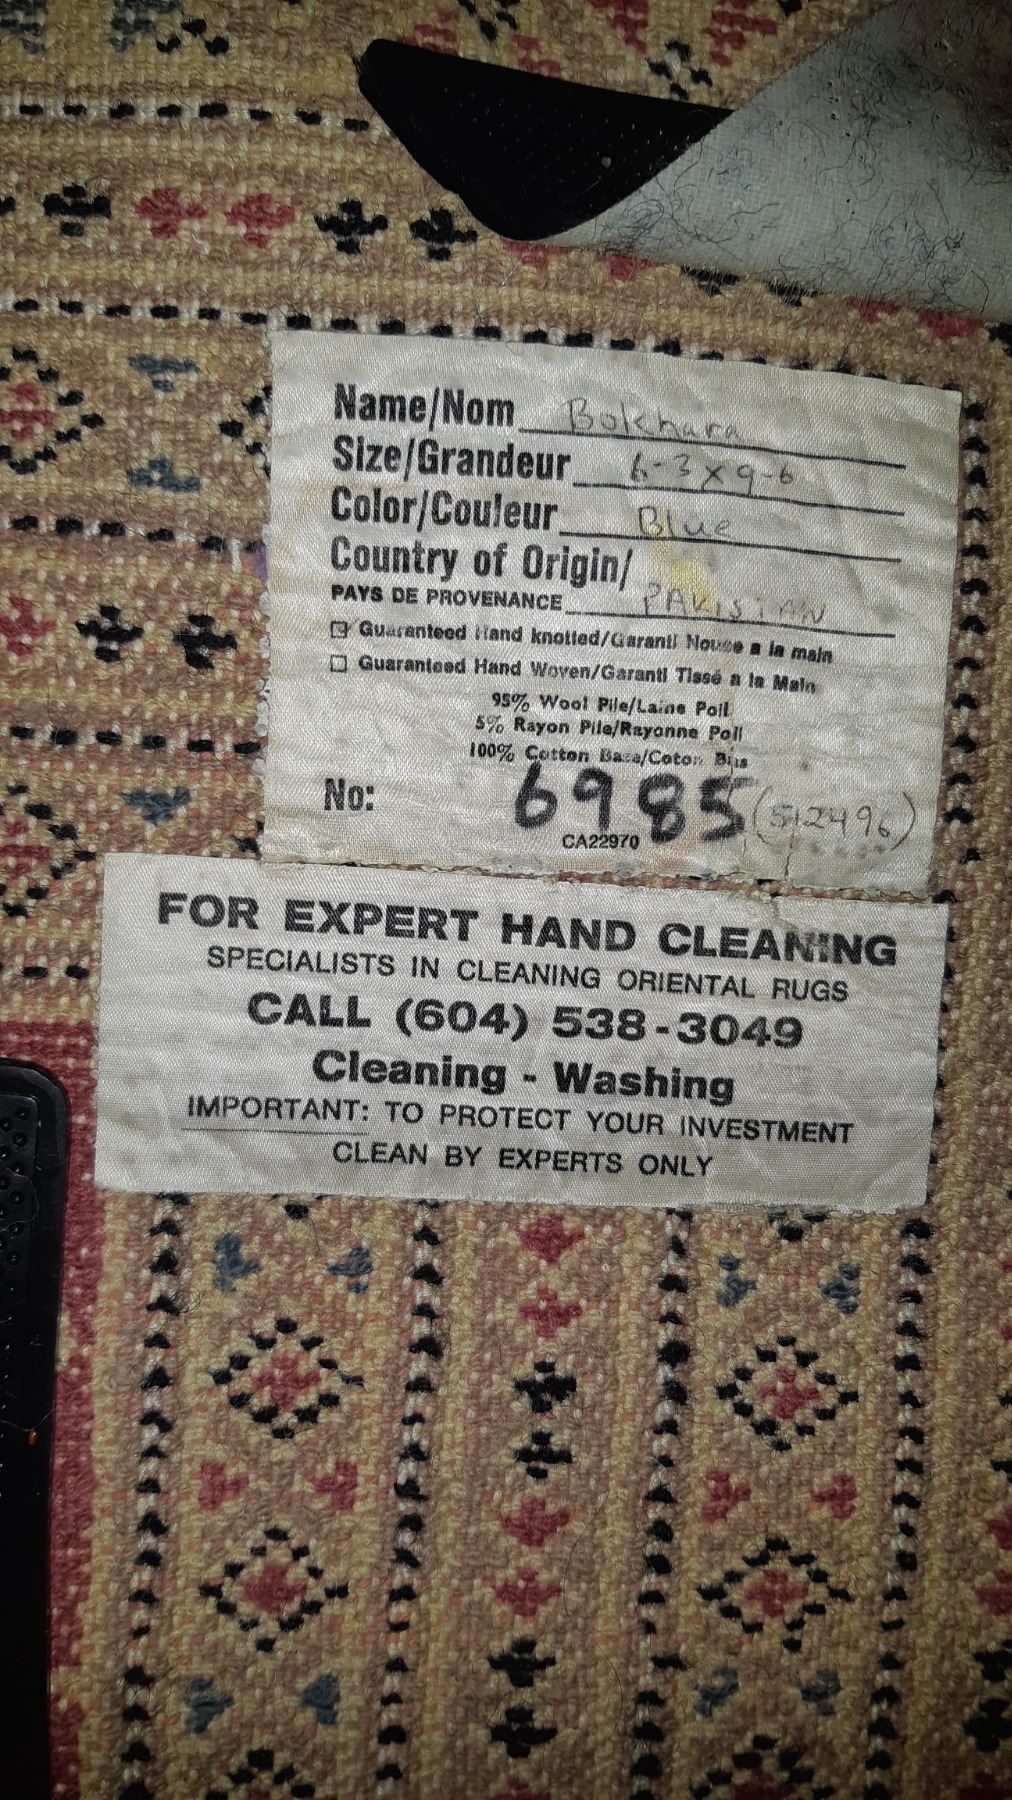 Name/Nom Bokhara
Size/Grandeur 6-3 x 9-6
Color/Couleur Blue
Country of Origin/
PAYS DE PROVENANCE PAKISTAN
☑ Guaranteed Hand knotted/Garanti Nouee a la main
☐ Guaranteed Hand Woven/Garanti Tissé a la Main
95% Wool Pile/Laine Poil
5% Rayon Pile/Rayonne Poil
100% Cotton Base/Coton Bas
No: 6985 (512496)
CA22970
FOR EXPERT HAND CLEANING
SPECIALISTS IN CLEANING ORIENTAL RUGS
CALL (604) 538-3049
Cleaning - Washing
IMPORTANT: TO PROTECT YOUR INVESTMENT
CLEAN BY EXPERTS ONLY